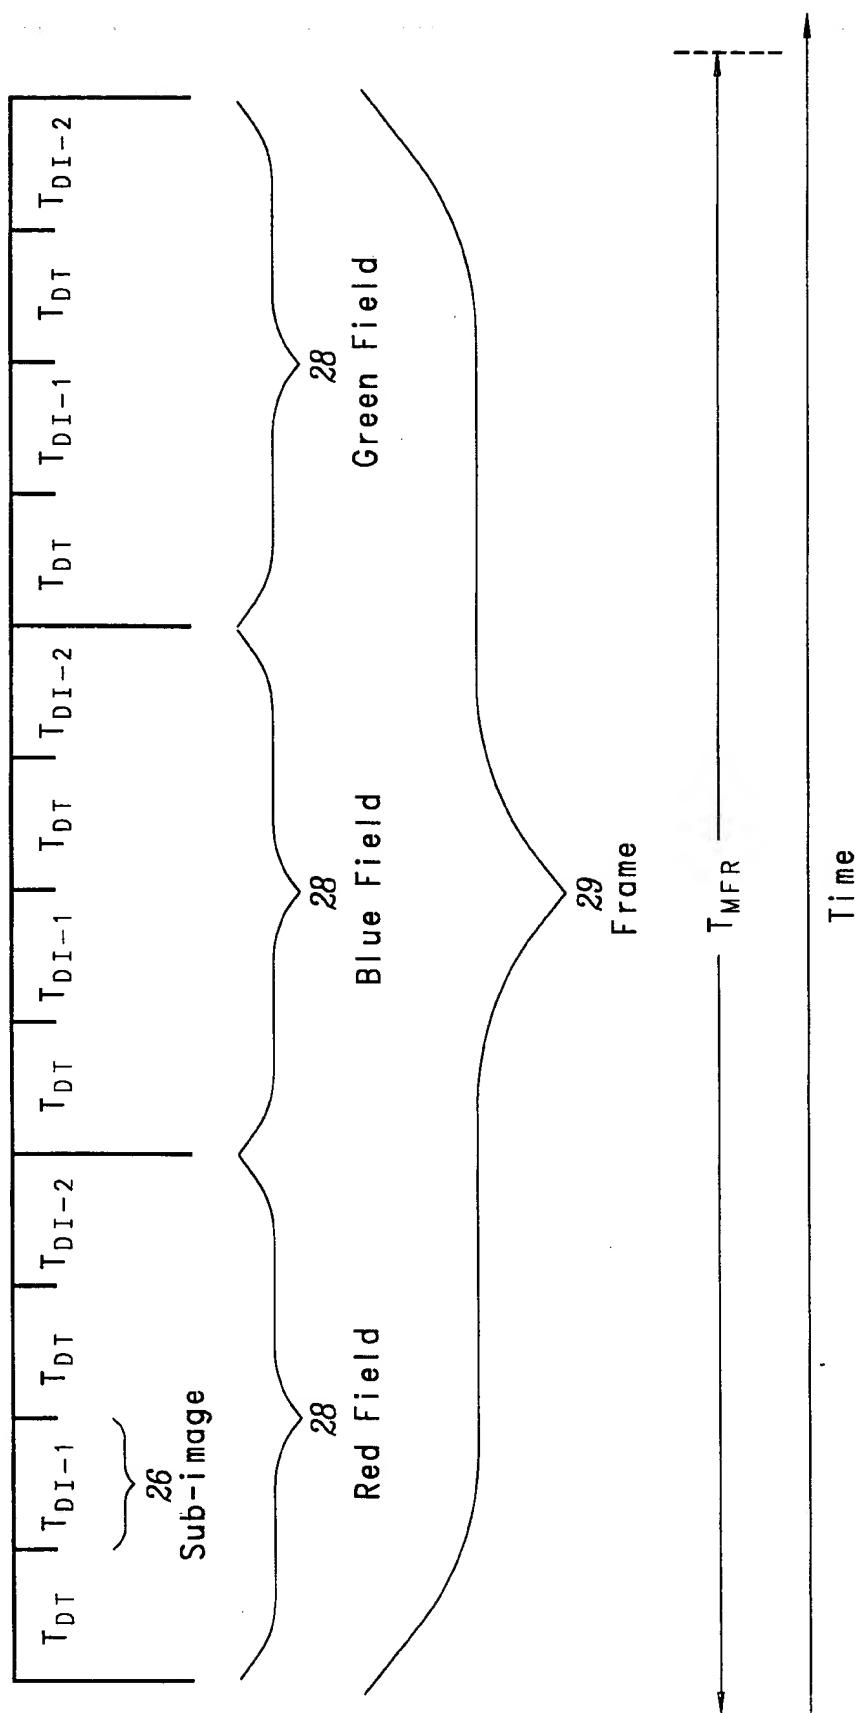 T_DT T_DI-1 T_DT T_DI-2 T_DT T_DI-1 T_DT T_DI-2 T_DT T_DI-1 T_DT T_DI-2
26
Sub-image
28 28 28
Red Field Blue Field Green Field
29
Frame
T_MFR
Time